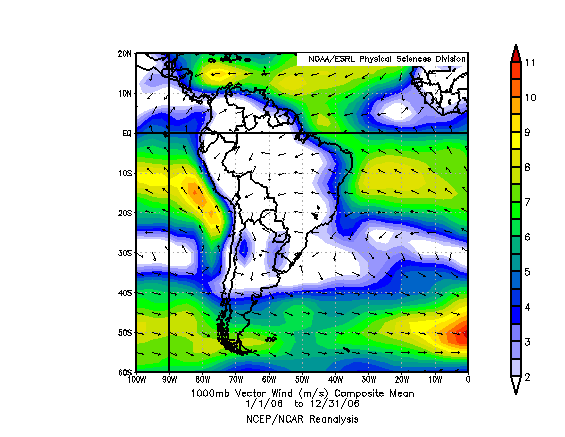 NOAA/ESRL Physical Sciences Division
20N
10N
EQ
10S
20S
30S
40S
50S
60S
100W 90W 80W 70W 60W 50W 40W 30W 20W 10W 0
11
10
9
8
7
6
5
4
3
2
1000mb Vector Wind (m/s) Composite Mean
1/1/06 to 12/31/06
NCEP/NCAR Reanalysis